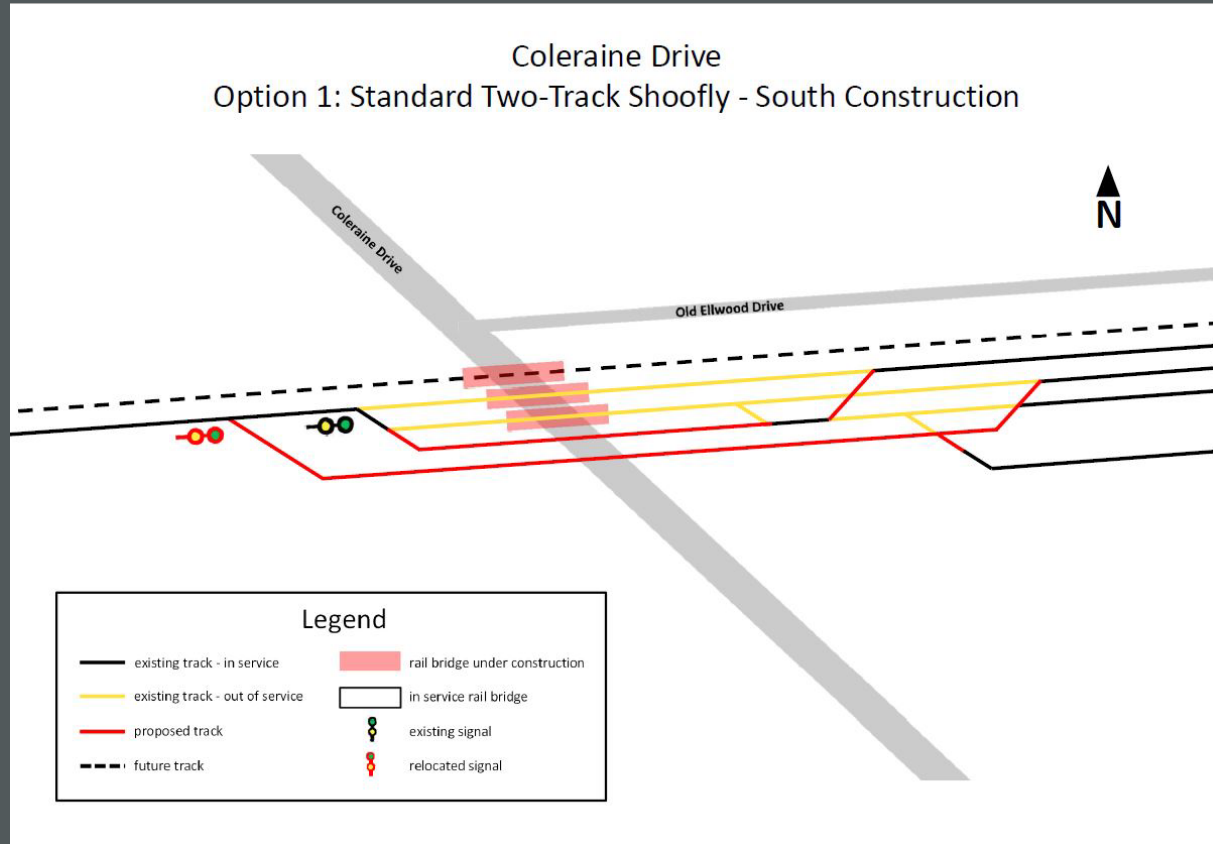 Coleraine Drive
Option 1: Standard Two-Track Shoofly - South Construction
N
Coleraine Drive
Old Ellwood Drive
Legend
existing track - in service
rail bridge under construction
existing track - out of service
in service rail bridge
proposed track
existing signal
future track
relocated signal